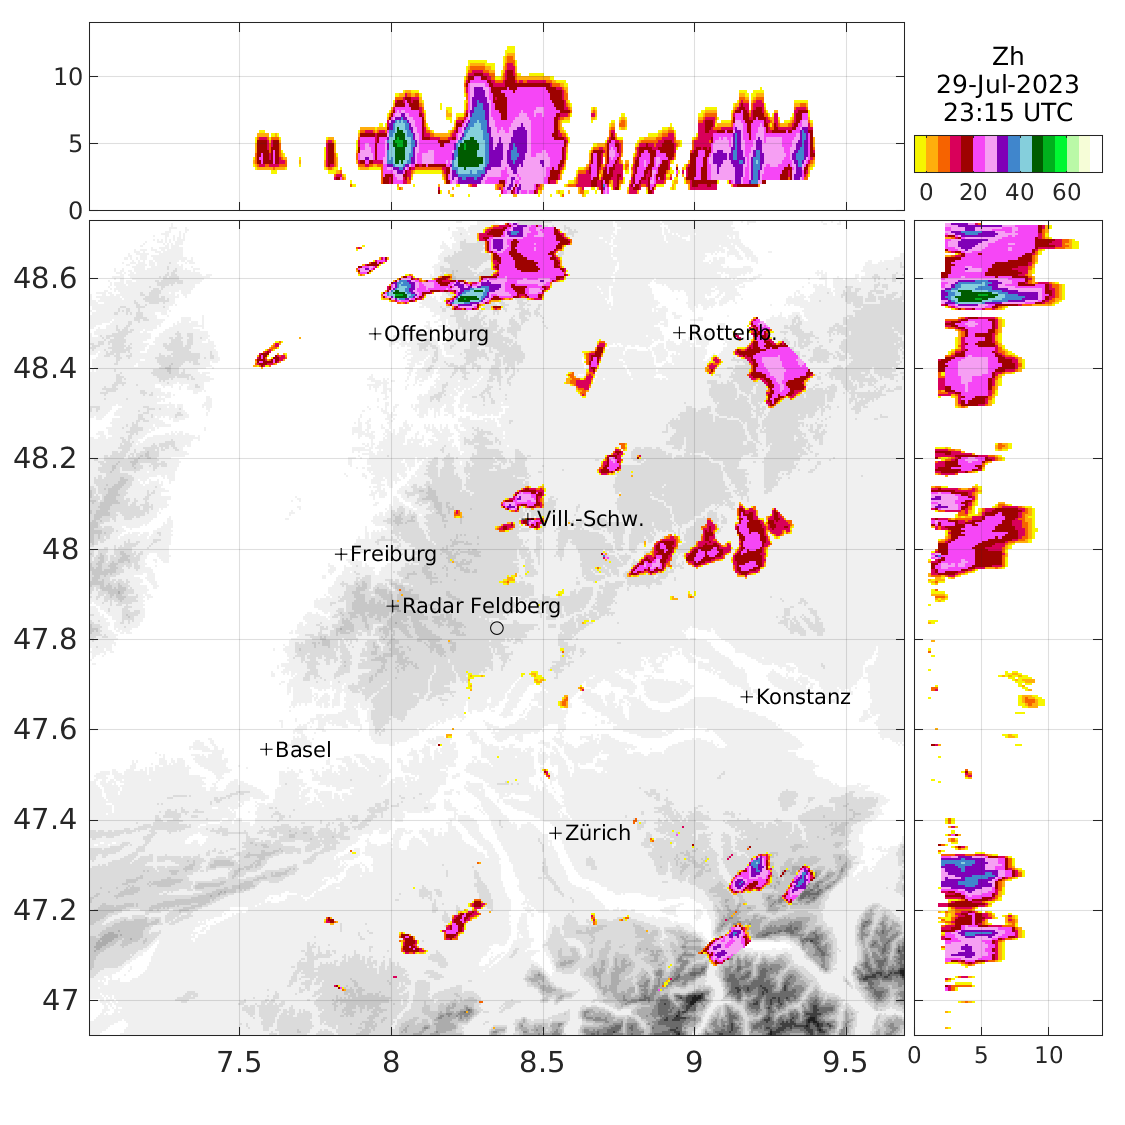 10
5
0
Zh
29-Jul-2023
23:15 UTC
0 20 40 60
48.6
48.4
48.2
48
47.8
47.6
47.4
47.2
47
+Offenburg
+Rottenb.
+Vill.-Schw.
+Freiburg
+Radar Feldberg
+Konstanz
+Basel
+Zürich
7.5 8 8.5 9 9.5
0 5 10